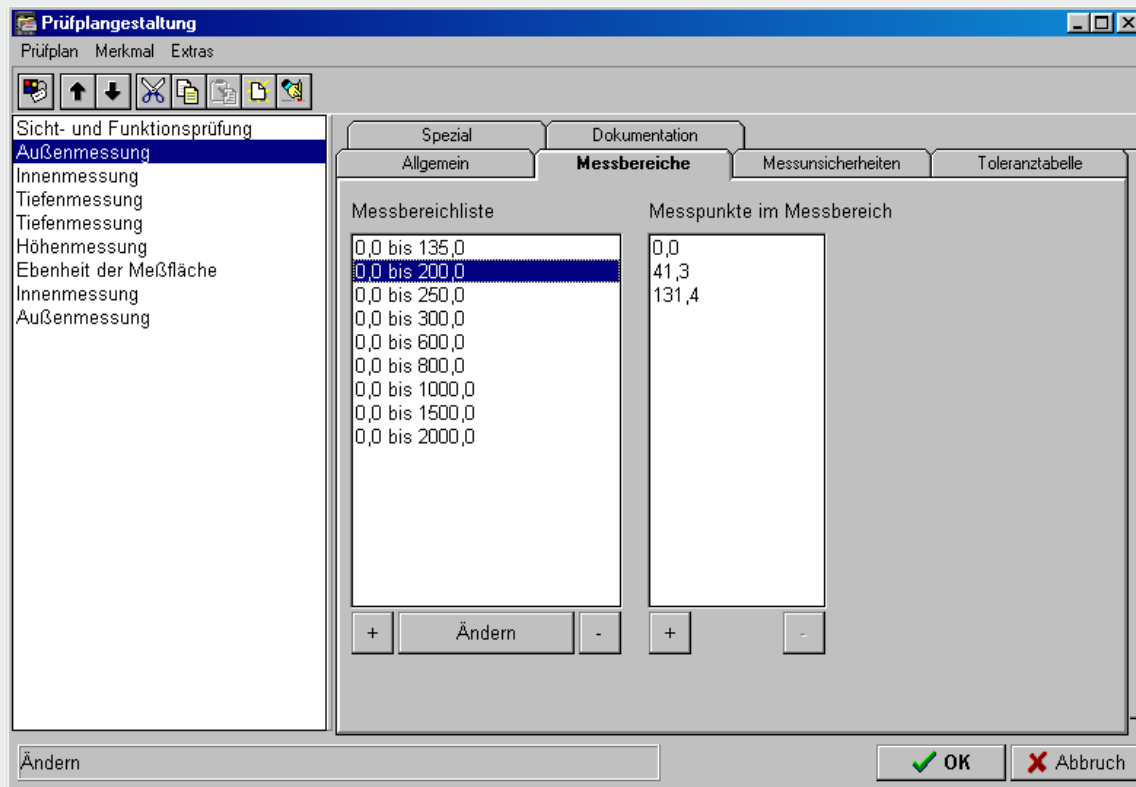 Prüfplangestaltung
Prüfplan Merkmal Extras
Sicht- und Funktionsprüfung
Außenmessung
Innenmessung
Tiefenmessung
Tiefenmessung
Höhenmessung
Ebenheit der Meßfläche
Innenmessung
Außenmessung
Spezial Dokumentation
Allgemein Messbereiche Messunsicherheiten Toleranztabelle
Messbereichliste
0,0 bis 135,0
0,0 bis 200,0
0,0 bis 250,0
0,0 bis 300,0
0,0 bis 600,0
0,0 bis 800,0
0,0 bis 1000,0
0,0 bis 1500,0
0,0 bis 2000,0
+ Ändern -
Messpunkte im Messbereich
0,0
41,3
131,4
+ -
Ändern
OK Abbruch